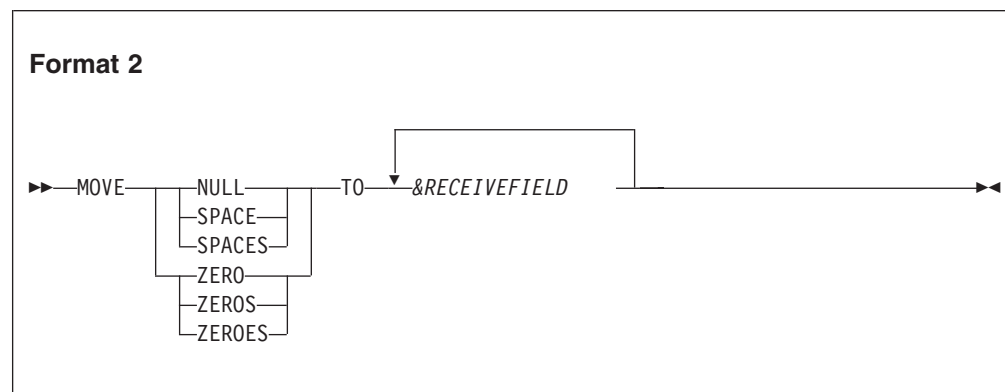 Format 2
MOVE NULL TO &RECEIVEFIELD
SPACE
SPACES
ZERO
ZEROS
ZEROES